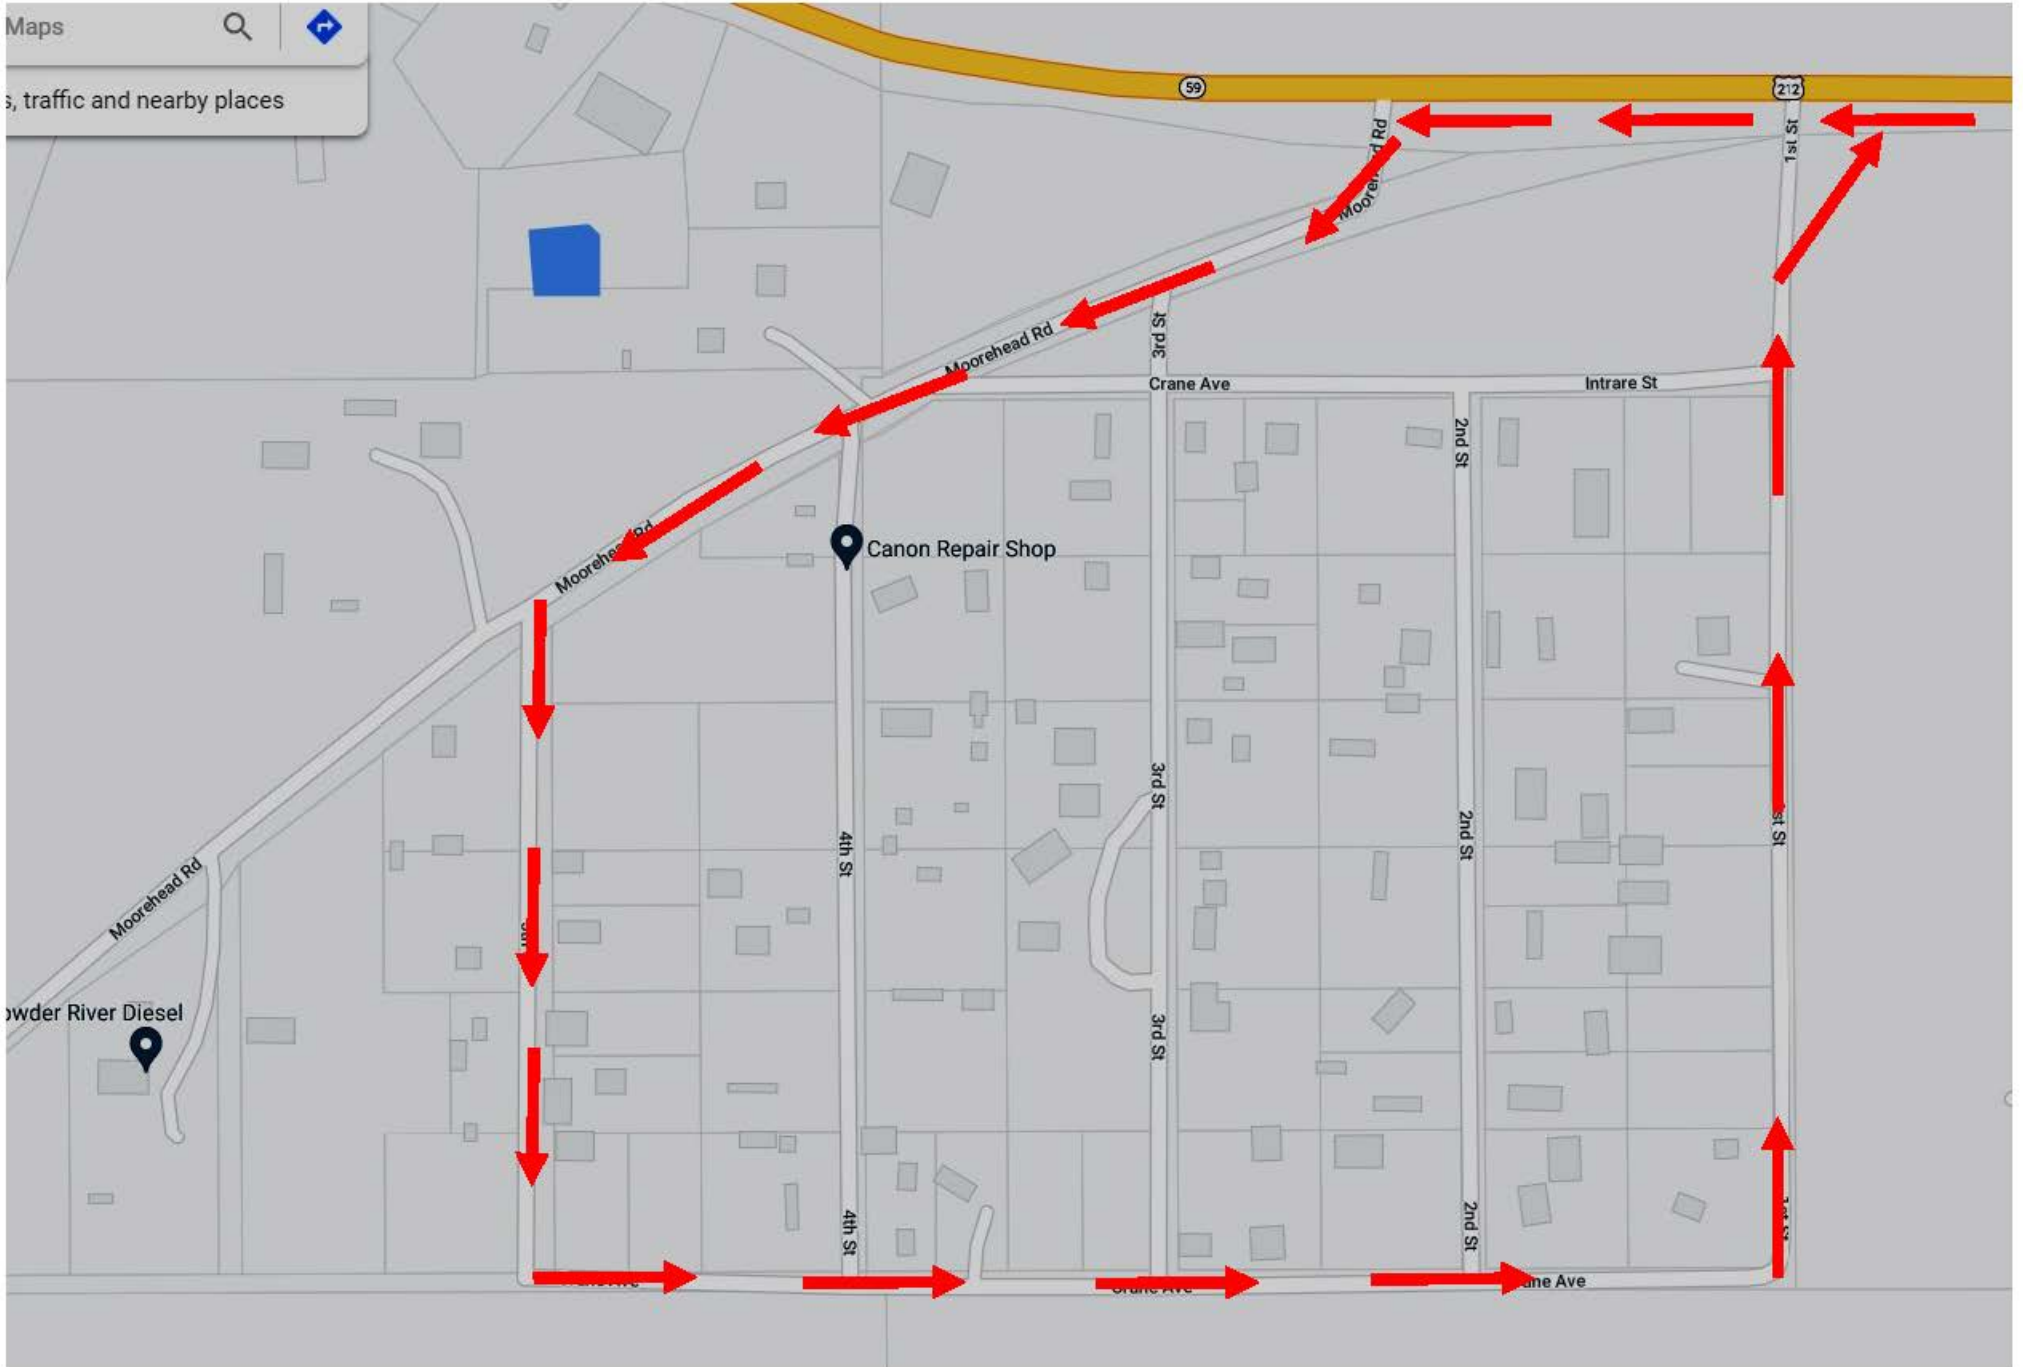 Maps
s, traffic and nearby places
59
212
1st St
Moorehead Rd
3rd St
Moorehead Rd
Crane Ave
Intrare St
2nd St
Canon Repair Shop
Moorehead Rd
3rd St
2nd St
st St
4th St
Moorehead Rd
owder River Diesel
3rd St
4th St
2nd St
Crane Ave
ane Ave